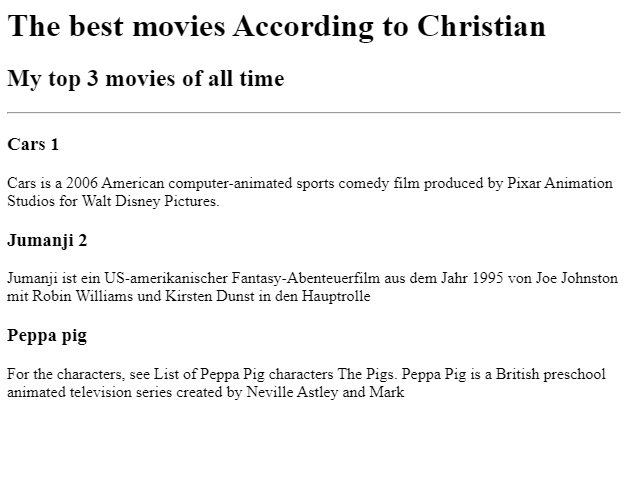 The best movies According to Christian
My top 3 movies of all time
Cars 1
Cars is a 2006 American computer-animated sports comedy film produced by Pixar Animation
Studios for Walt Disney Pictures.
Jumanji 2
Jumanji ist ein US-amerikanischer Fantasy-Abenteuerfilm aus dem Jahr 1995 von Joe Johnston
mit Robin Williams und Kirsten Dunst in den Hauptrolle
Peppa pig
For the characters, see List of Peppa Pig characters The Pigs. Peppa Pig is a British preschool
animated television series created by Neville Astley and Mark